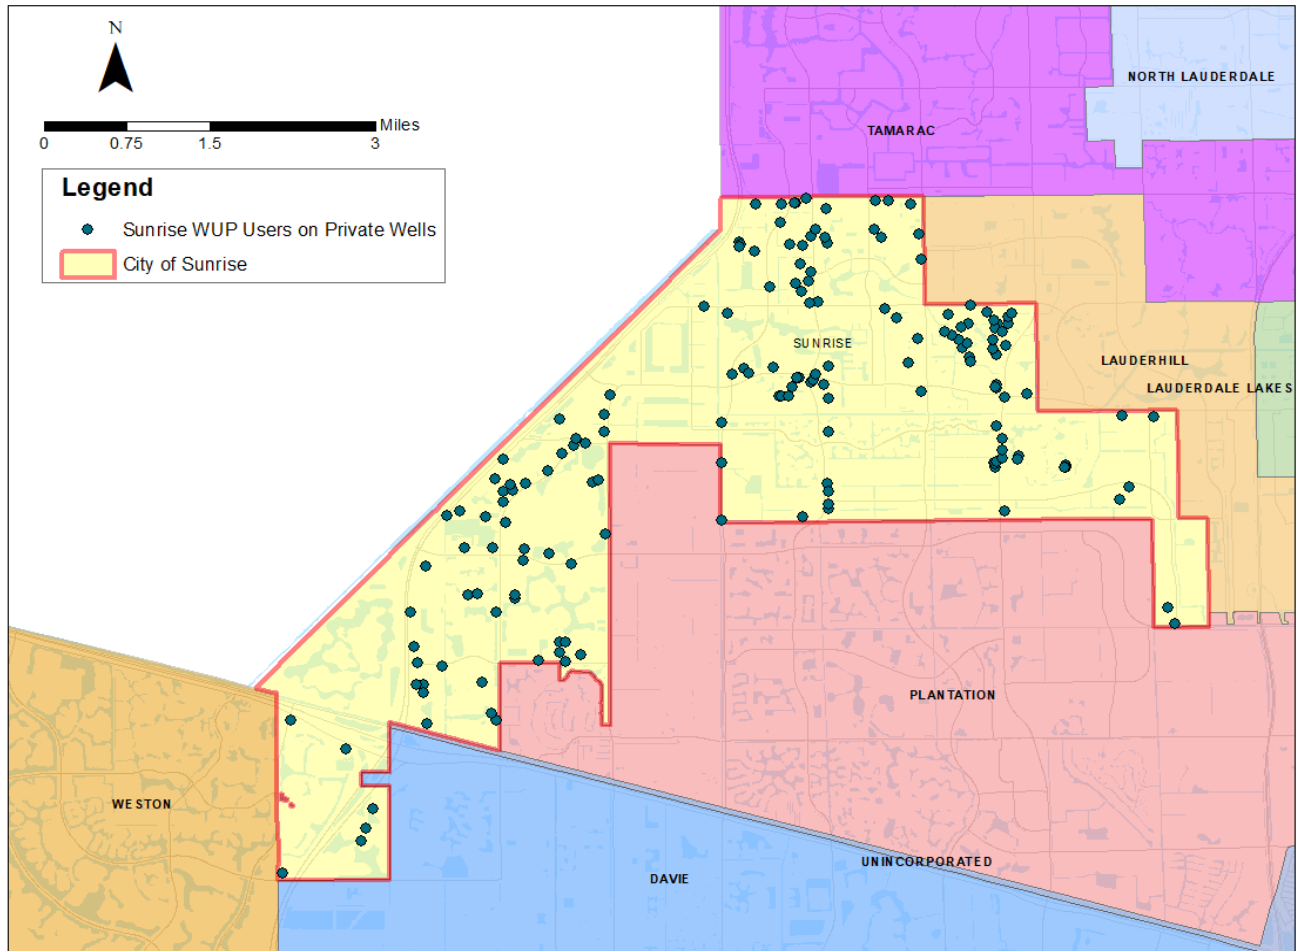 N
Miles
0 0.75 1.5 3
Legend
Sunrise WUP Users on Private Wells
City of Sunrise
NORTH LAUDERDALE
TAMARAC
SUNRISE
LAUDERHILL
LAUDERDALE LAKES
PLANTATION
WESTON
UNINCORPORATED
DAVIE